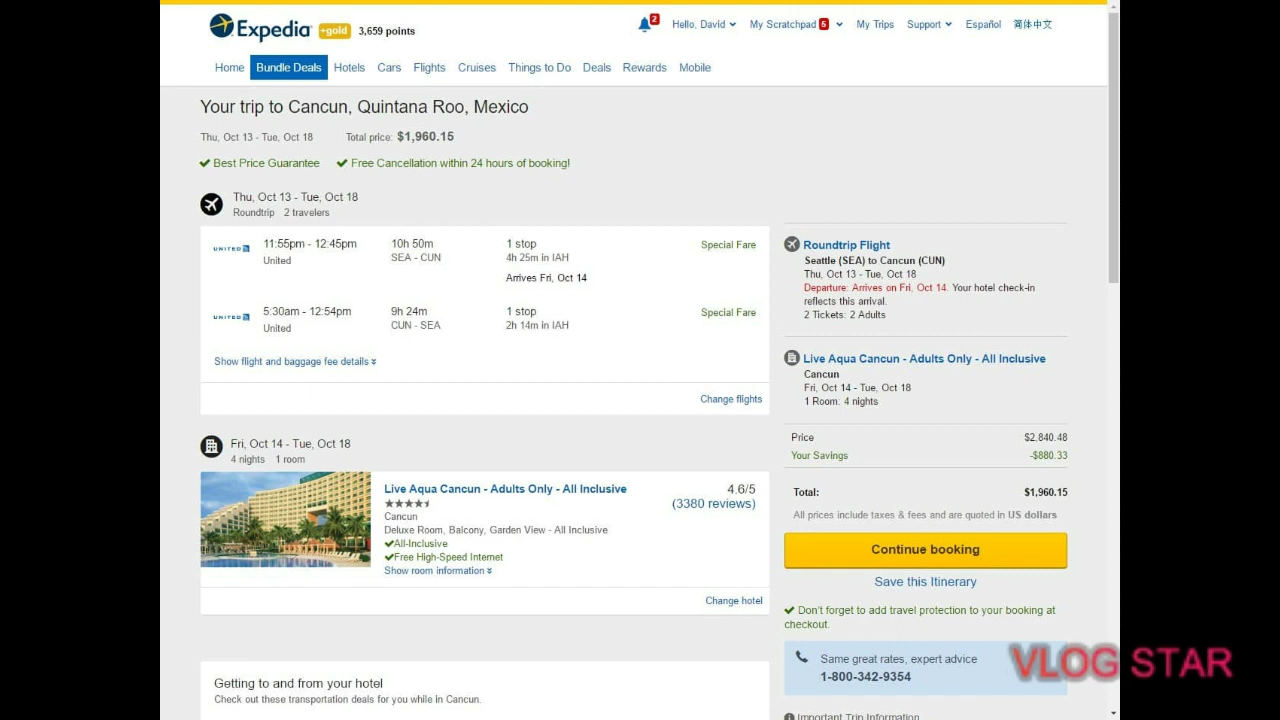 Expedia +gold 3,659 points
2
Hello, David My Scratchpad 5 My Trips Support Español 简体中文
Home Bundle Deals Hotels Cars Flights Cruises Things to Do Deals Rewards Mobile
Your trip to Cancun, Quintana Roo, Mexico
Thu, Oct 13 - Tue, Oct 18 Total price: $1,960.15
Best Price Guarantee Free Cancellation within 24 hours of booking!
Thu, Oct 13 - Tue, Oct 18
Roundtrip 2 travelers
UNITED 11:55pm - 12:45pm 10h 50m 1 stop Special Fare
United SEA - CUN 4h 25m in IAH
Arrives Fri, Oct 14
UNITED 5:30am - 12:54pm 9h 24m 1 stop Special Fare
United CUN - SEA 2h 14m in IAH
Show flight and baggage fee details
Change flights
Fri, Oct 14 - Tue, Oct 18
4 nights 1 room
Live Aqua Cancun - Adults Only - All Inclusive 4.6/5
(3380 reviews)
Cancun
Deluxe Room, Balcony, Garden View - All Inclusive
All-Inclusive
Free High-Speed Internet
Show room information
Change hotel
Getting to and from your hotel
Check out these transportation deals for you while in Cancun.
Roundtrip Flight
Seattle (SEA) to Cancun (CUN)
Thu, Oct 13 - Tue, Oct 18
Departure: Arrives on Fri, Oct 14. Your hotel check-in
reflects this arrival.
2 Tickets: 2 Adults
Live Aqua Cancun - Adults Only - All Inclusive
Cancun
Fri, Oct 14 - Tue, Oct 18
1 Room: 4 nights
Price $2,840.48
Your Savings -$880.33
Total: $1,960.15
All prices include taxes & fees and are quoted in US dollars
Continue booking
Save this Itinerary
Don't forget to add travel protection to your booking at
checkout.
Same great rates, expert advice
1-800-342-9354
VLOG STAR
Important Trip Information